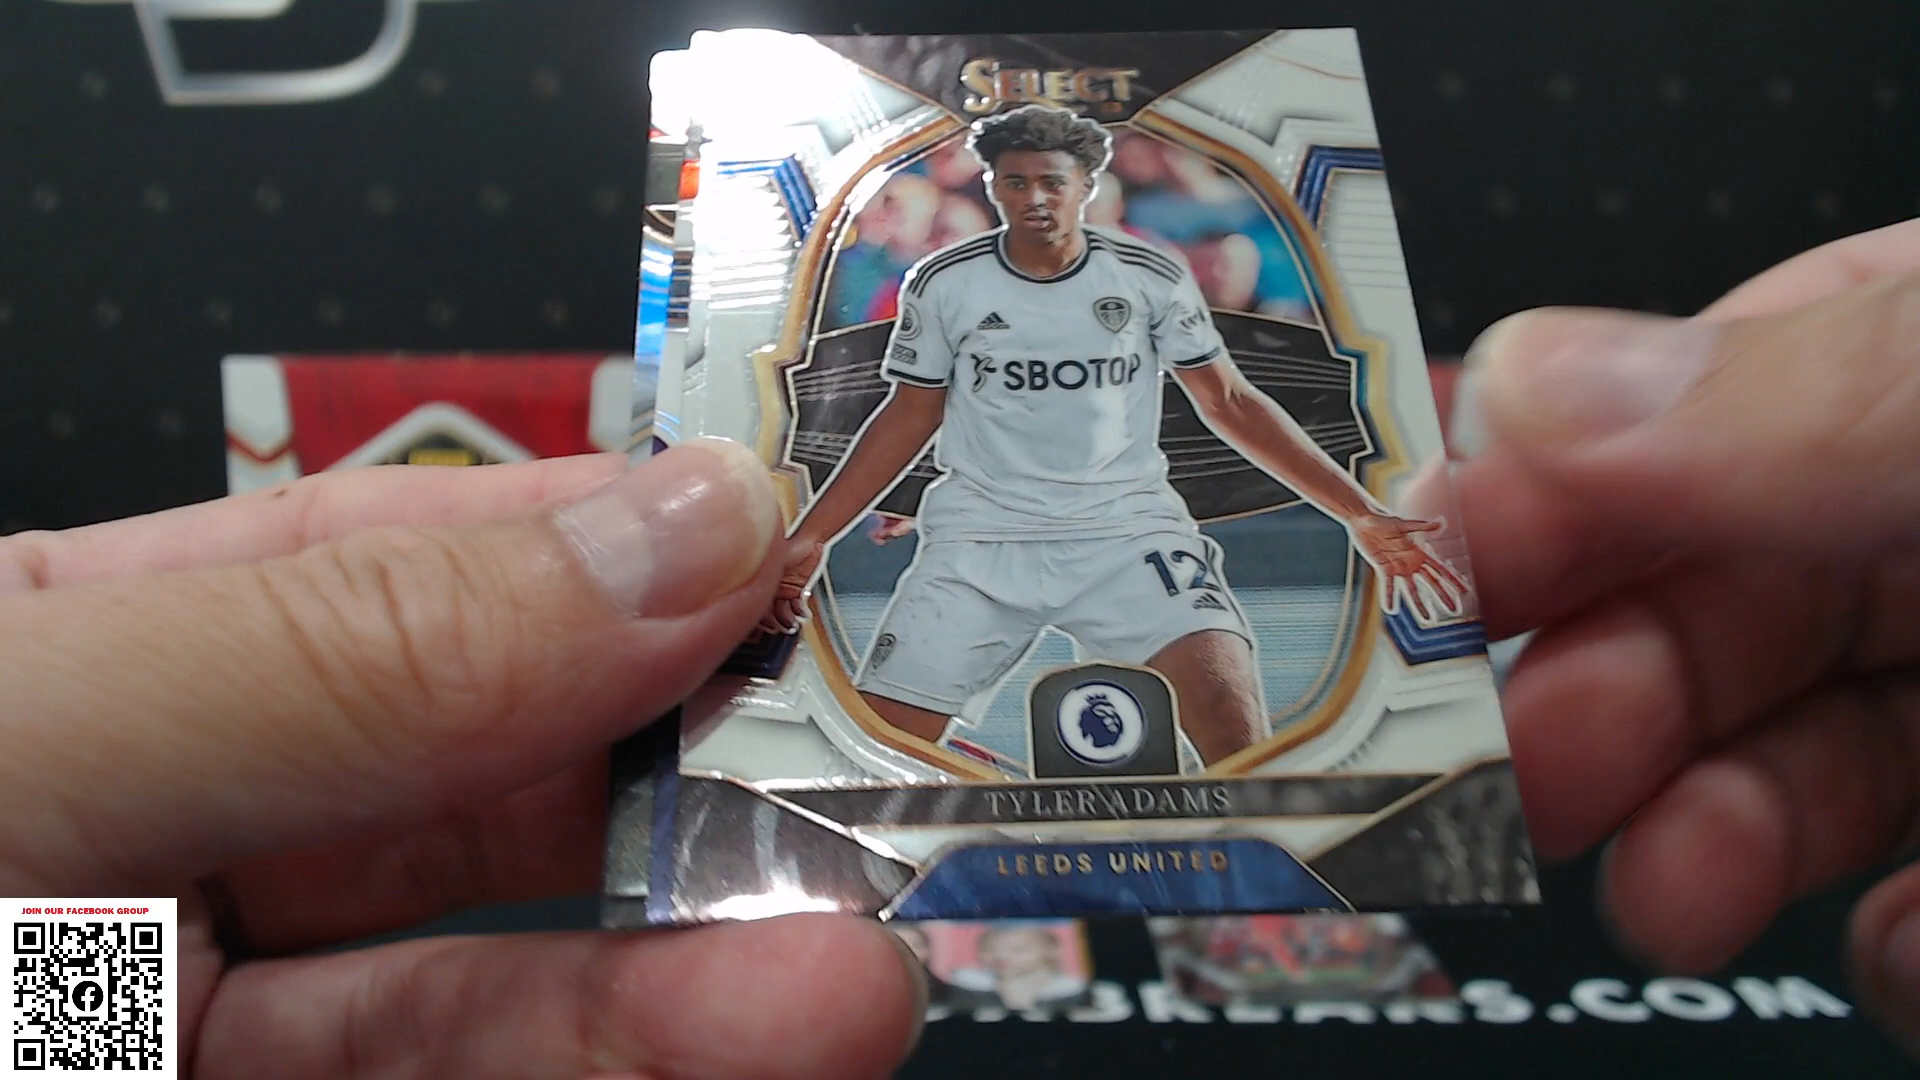 SELECT
SBOTOP
12
TYLER ADAMS
LEEDS UNITED
JOIN OUR FACEBOOK GROUP
.COM